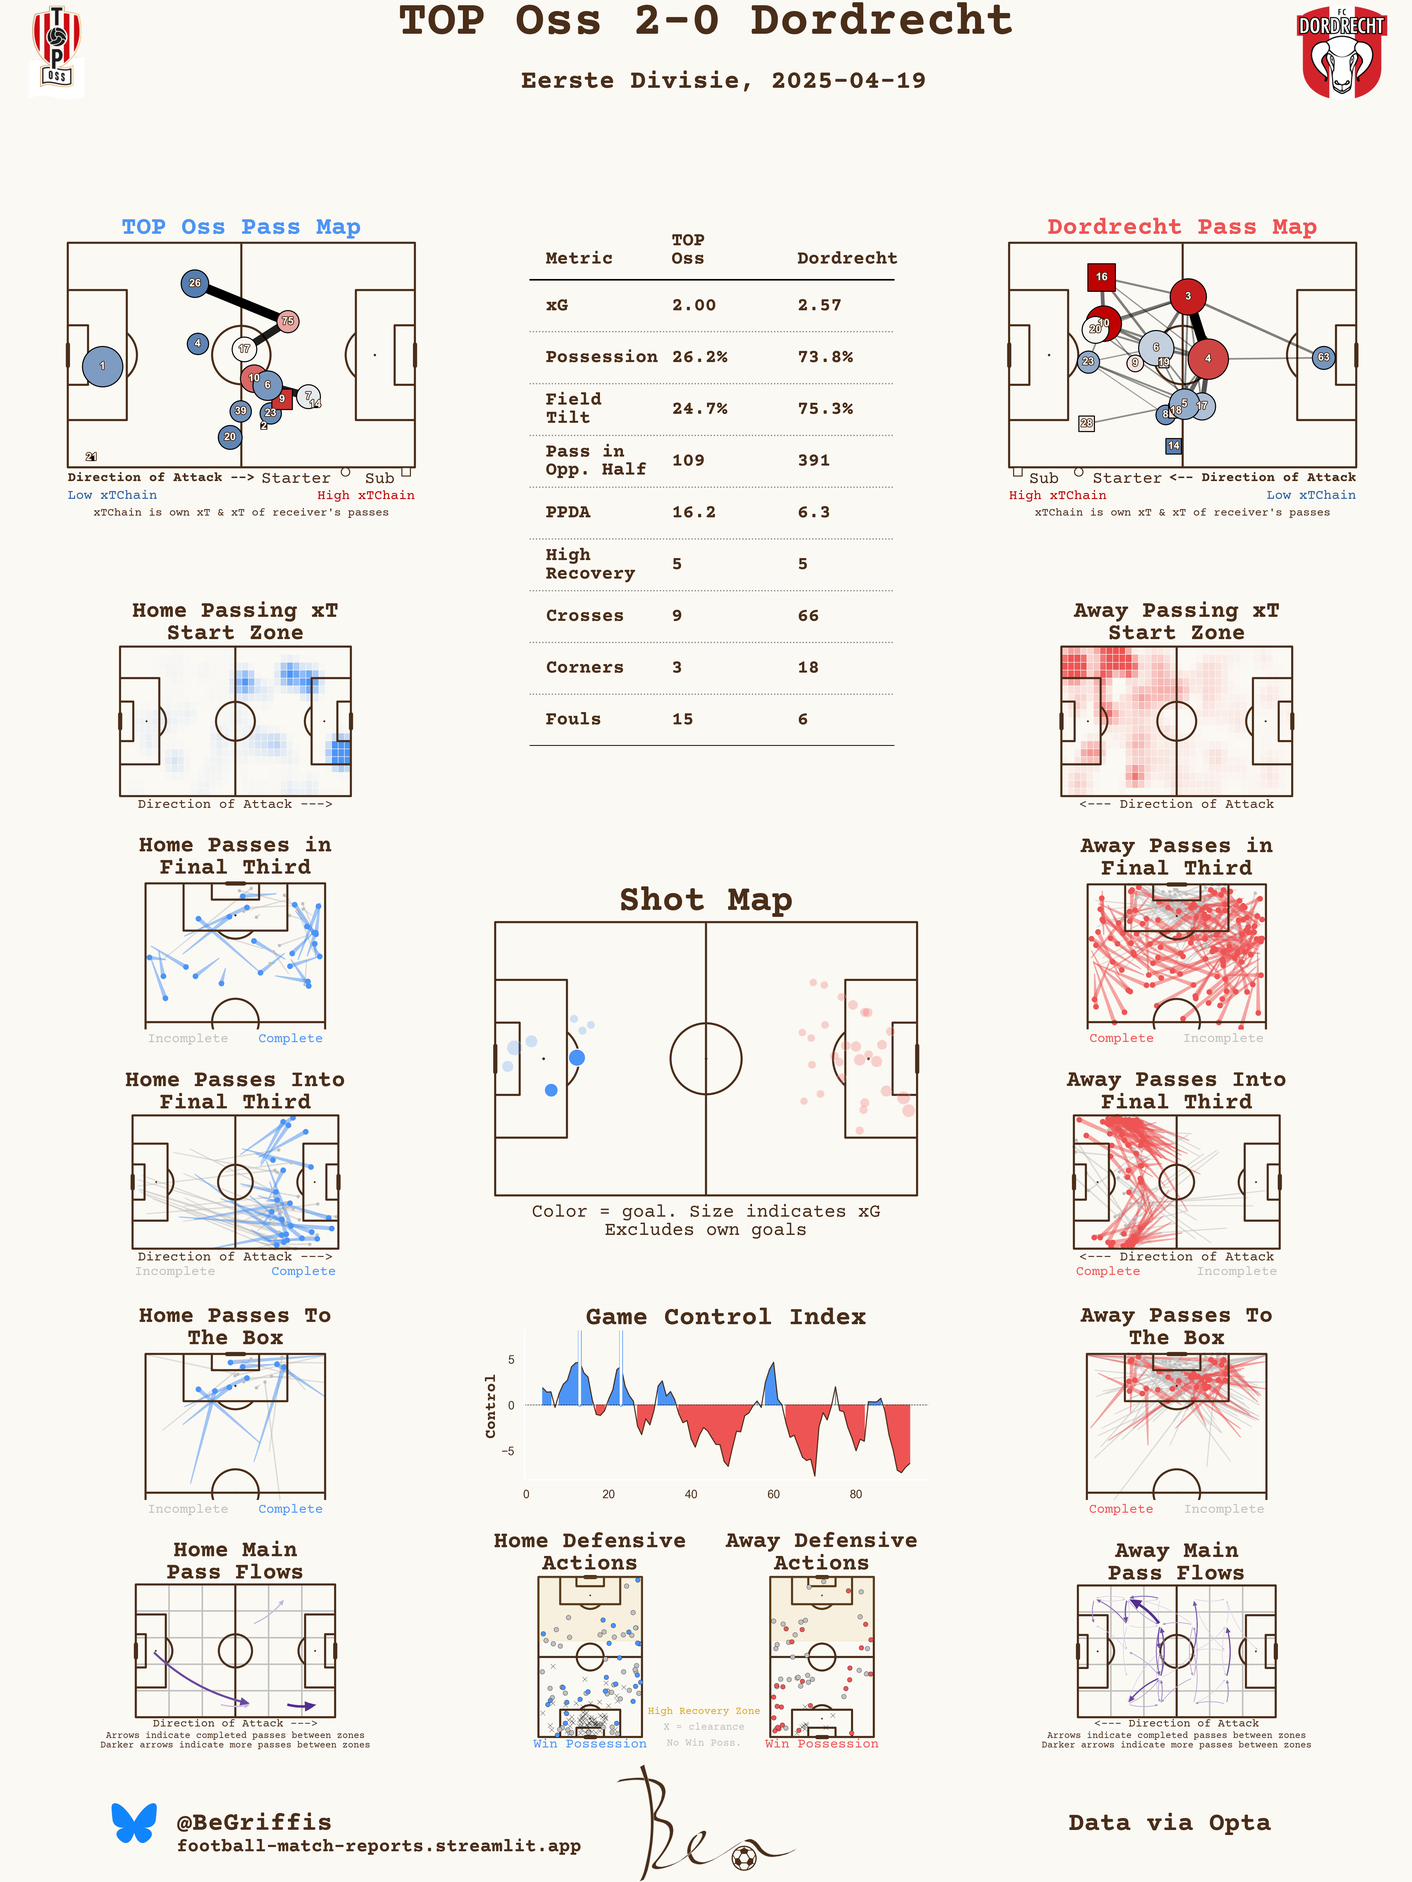 TOP Oss 2-0 Dordrecht
Eerste Divisie, 2025-04-19
T
O
P
OSS
FC
DORDRECHT
TOP Oss Pass Map
26
75
4
17
1
10
6
7
9
14
39
23
2
20
21
Direction of Attack --> Starter Sub
Low xTChain High xTChain
xTChain is own xT & xT of receiver's passes
Metric TOP Oss Dordrecht
xG 2.00 2.57
Possession 26.2% 73.8%
Field Tilt 24.7% 75.3%
Pass in Opp. Half 109 391
PPDA 16.2 6.3
High Recovery 5 5
Crosses 9 66
Corners 3 18
Fouls 15 6
Dordrecht Pass Map
16
3
10
20
6
4
63
23
9
19
5
17
8
18
28
14
Sub Starter <-- Direction of Attack
High xTChain Low xTChain
xTChain is own xT & xT of receiver's passes
Home Passing xT
Start Zone
Direction of Attack --->
Away Passing xT
Start Zone
<--- Direction of Attack
Home Passes in
Final Third
Incomplete Complete
Away Passes in
Final Third
Complete Incomplete
Shot Map
Color = goal. Size indicates xG
Excludes own goals
Home Passes Into
Final Third
Direction of Attack --->
Incomplete Complete
Away Passes Into
Final Third
<--- Direction of Attack
Complete Incomplete
Home Passes To
The Box
Incomplete Complete
Game Control Index
Control
5
0
-5
0 20 40 60 80
Away Passes To
The Box
Complete Incomplete
Home Main
Pass Flows
Direction of Attack --->
Arrows indicate completed passes between zones
Darker arrows indicate more passes between zones
Home Defensive
Actions
Win Possession
Away Defensive
Actions
Win Possession
High Recovery Zone
X = clearance
No Win Poss.
Away Main
Pass Flows
<--- Direction of Attack
Arrows indicate completed passes between zones
Darker arrows indicate more passes between zones
@BeGriffis
football-match-reports.streamlit.app
Ben
Data via Opta